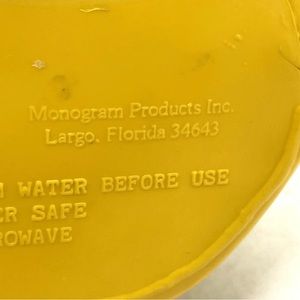 Monogram Products Inc.
Largo, Florida 34643
WATER BEFORE USE
SAFE